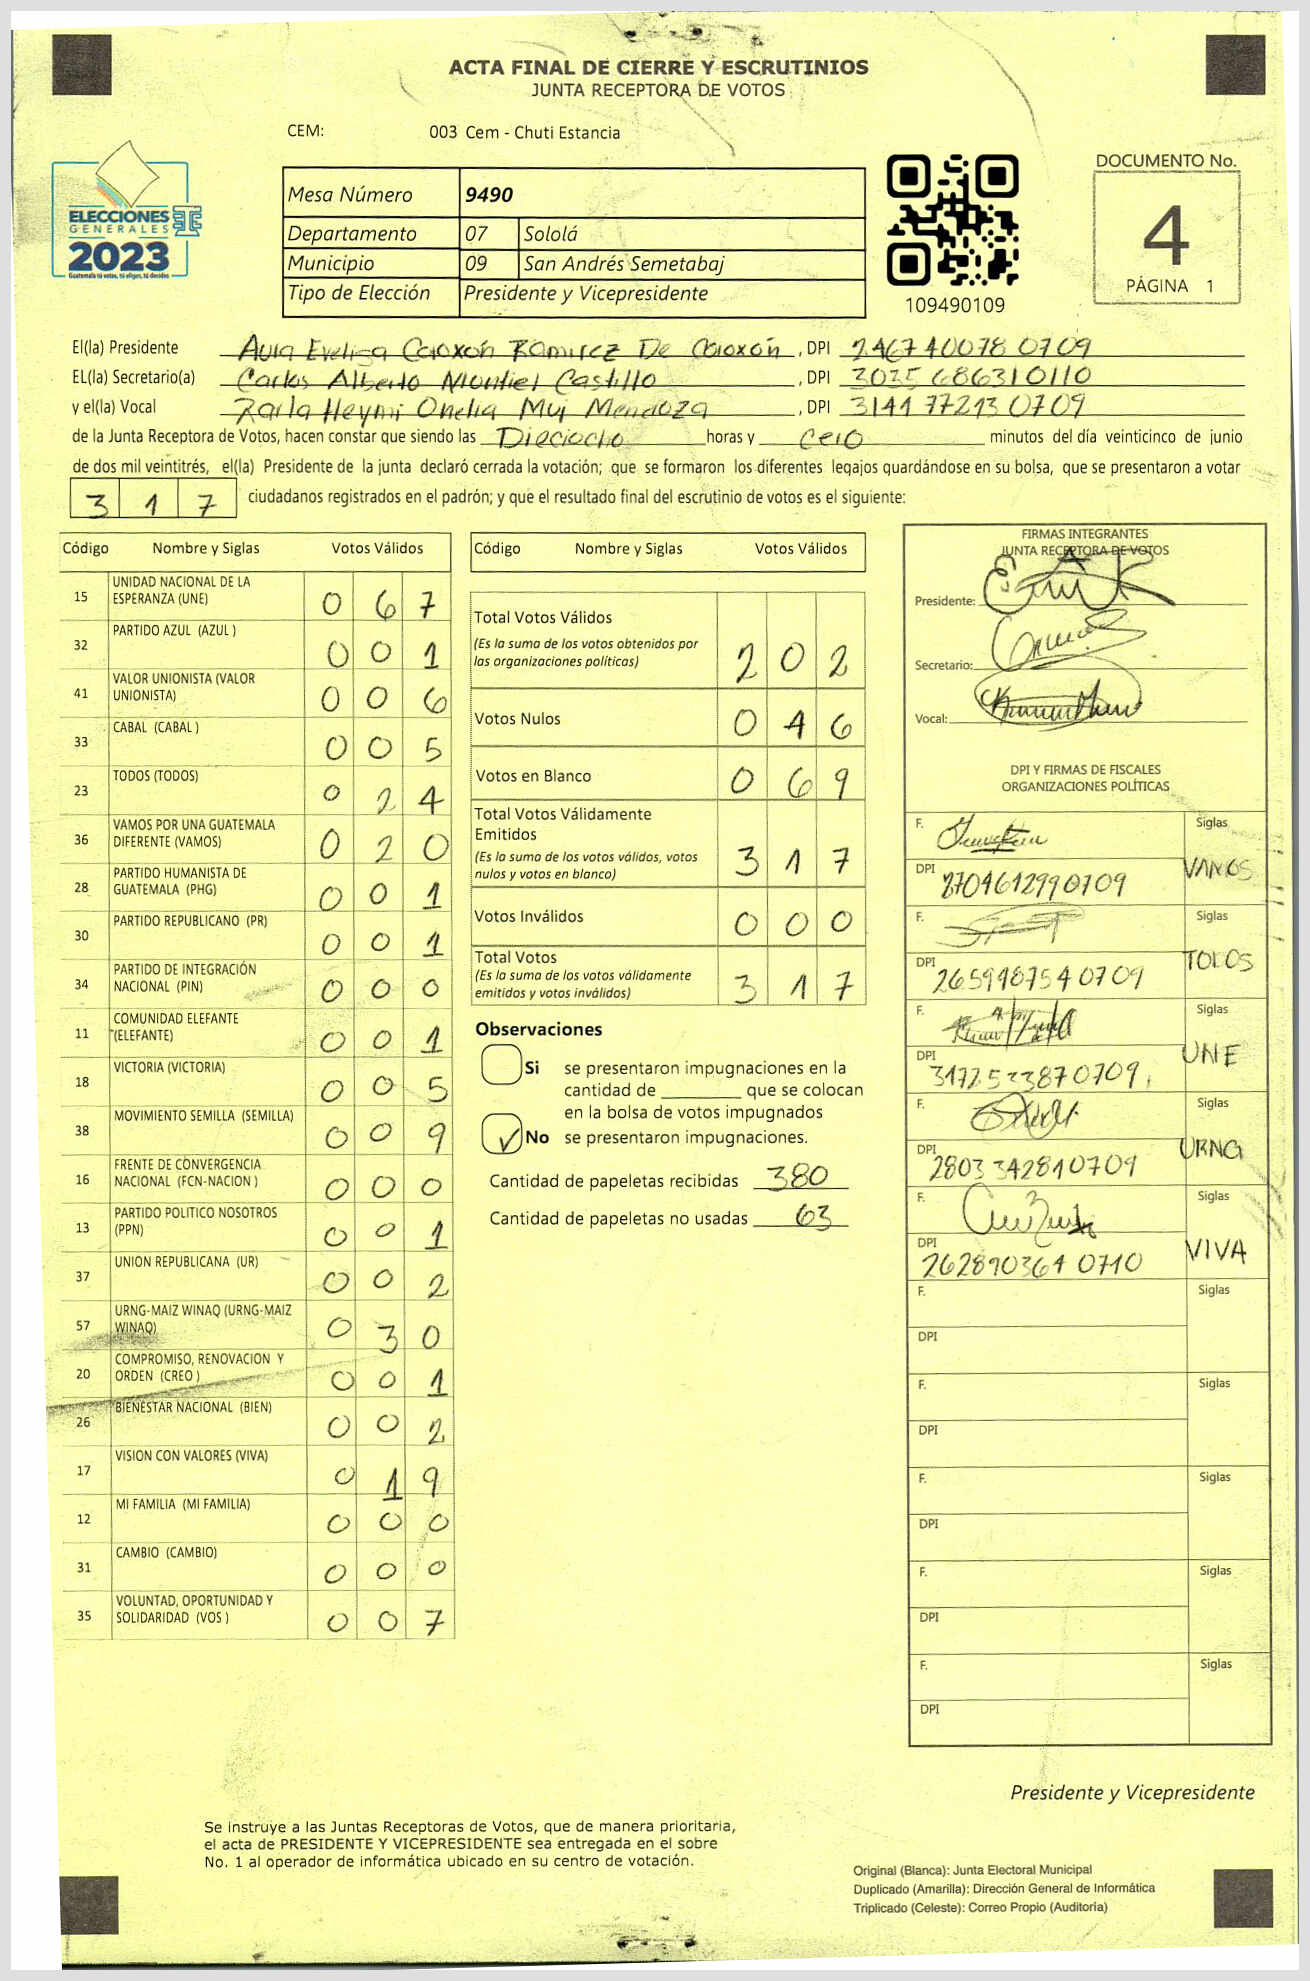 ACTA FINAL DE CIERRE Y ESCRUTINIOS
JUNTA RECEPTORA DE VOTOS
CEM: 003 Cem - Chuti Estancia
ELECCIONES
GENERALES
2023
Guatemala tú votas, tú eliges, tú decides
Mesa Número 9490
Departamento 07 Sololá
Municipio 09 San Andrés Semetabaj
Tipo de Elección Presidente y Vicepresidente
109490109
DOCUMENTO No.
4
PÁGINA 1
El(la) Presidente Aura Evelisa Coroxón Ramirez De Coroxón, DPI 2467 40078 0709
EL(la) Secretario(a) Carlos Alberto Montiel Castillo, DPI 3035 68631 0110
y el(la) Vocal Karla Heymi Onelia Muj Mendoza, DPI 3141 77213 0709
de la Junta Receptora de Votos, hacen constar que siendo las Dieciocho horas y cero minutos del día veinticinco de junio
de dos mil veintitrés, el(la) Presidente de la junta declaró cerrada la votación; que se formaron los diferentes legajos guardándose en su bolsa, que se presentaron a votar
3 1 7 ciudadanos registrados en el padrón; y que el resultado final del escrutinio de votos es el siguiente:
Código Nombre y Siglas Votos Válidos
15 UNIDAD NACIONAL DE LA ESPERANZA (UNE) 0 6 7
32 PARTIDO AZUL (AZUL ) 0 0 1
41 VALOR UNIONISTA (VALOR UNIONISTA) 0 0 6
33 CABAL (CABAL ) 0 0 5
23 TODOS (TODOS) 0 2 4
36 VAMOS POR UNA GUATEMALA DIFERENTE (VAMOS) 0 2 0
28 PARTIDO HUMANISTA DE GUATEMALA (PHG) 0 0 1
30 PARTIDO REPUBLICANO (PR) 0 0 1
34 PARTIDO DE INTEGRACIÓN NACIONAL (PIN) 0 0 0
11 COMUNIDAD ELEFANTE (ELEFANTE) 0 0 1
18 VICTORIA (VICTORIA) 0 0 5
38 MOVIMIENTO SEMILLA (SEMILLA) 0 0 9
16 FRENTE DE CONVERGENCIA NACIONAL (FCN-NACION ) 0 0 0
13 PARTIDO POLITICO NOSOTROS (PPN) 0 0 1
37 UNION REPUBLICANA (UR) 0 0 2
57 URNG-MAIZ WINAQ (URNG-MAIZ WINAQ) 0 3 0
20 COMPROMISO, RENOVACION Y ORDEN (CREO ) 0 0 1
26 BIENESTAR NACIONAL (BIEN) 0 0 2
17 VISION CON VALORES (VIVA) 0 1 9
12 MI FAMILIA (MI FAMILIA) 0 0 0
31 CAMBIO (CAMBIO) 0 0 0
35 VOLUNTAD, OPORTUNIDAD Y SOLIDARIDAD (VOS ) 0 0 7
Código Nombre y Siglas Votos Válidos
Total Votos Válidos
(Es la suma de los votos obtenidos por
las organizaciones políticas) 2 0 2
Votos Nulos 0 4 6
Votos en Blanco 0 6 9
Total Votos Válidamente
Emitidos
(Es la suma de los votos válidos, votos
nulos y votos en blanco) 3 1 7
Votos Inválidos 0 0 0
Total Votos
(Es la suma de los votos válidamente
emitidos y votos inválidos) 3 1 7
Observaciones
Si se presentaron impugnaciones en la
cantidad de ________ que se colocan
en la bolsa de votos impugnados
No se presentaron impugnaciones.
Cantidad de papeletas recibidas 380
Cantidad de papeletas no usadas 63
FIRMAS INTEGRANTES
JUNTA RECEPTORA DE VOTOS
Presidente:
Secretario:
Vocal:
DPI Y FIRMAS DE FISCALES
ORGANIZACIONES POLÍTICAS
F. Siglas
DPI 2704612990709 VAMOS
F. Siglas
DPI 2659487540709 TODOS
F. Siglas
DPI 3172533870709 UNE
F. Siglas
DPI 2803342810709 URNG
F. Siglas
DPI 2628903640710 VIVA
F. Siglas
DPI
F. Siglas
DPI
F. Siglas
DPI
F. Siglas
DPI
F. Siglas
DPI
Presidente y Vicepresidente
Se instruye a las Juntas Receptoras de Votos, que de manera prioritaria,
el acta de PRESIDENTE Y VICEPRESIDENTE sea entregada en el sobre
No. 1 al operador de informática ubicado en su centro de votación.
Original (Blanca): Junta Electoral Municipal
Duplicado (Amarilla): Dirección General de Informática
Triplicado (Celeste): Correo Propio (Auditoria)